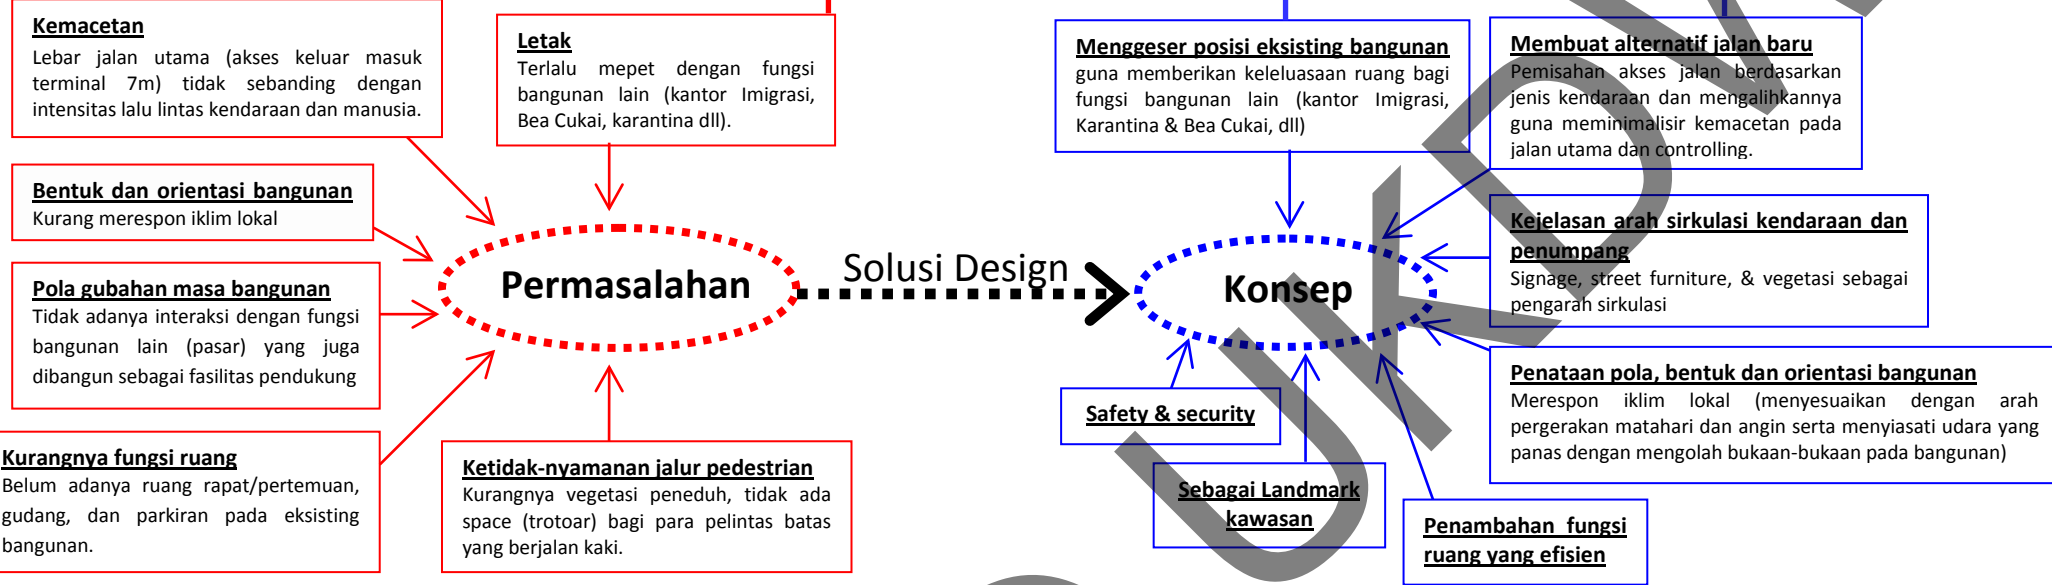 Kemacetan
Lebar jalan utama (akses keluar masuk
terminal 7m) tidak sebanding dengan
intensitas lalu lintas kendaraan dan manusia.
Letak
Terlalu mepet dengan fungsi
bangunan lain (kantor Imigrasi,
Bea Cukai, karantina dll).
Bentuk dan orientasi bangunan
Kurang merespon iklim lokal
Pola gubahan masa bangunan
Tidak adanya interaksi dengan fungsi
bangunan lain (pasar) yang juga
dibangun sebagai fasilitas pendukung
Kurangnya fungsi ruang
Belum adanya ruang rapat/pertemuan,
gudang, dan parkiran pada eksisting
bangunan.
Ketidak-nyamanan jalur pedestrian
Kurangnya vegetasi peneduh, tidak ada
space (trotoar) bagi para pelintas batas
yang berjalan kaki.
Permasalahan
Solusi Design
Konsep
Menggeser posisi eksisting bangunan
guna memberikan keleluasaan ruang bagi
fungsi bangunan lain (kantor Imigrasi,
Karantina & Bea Cukai, dll)
Membuat alternatif jalan baru
Pemisahan akses jalan berdasarkan
jenis kendaraan dan mengalihkannya
guna meminimalisir kemacetan pada
jalan utama dan controlling.
Kejelasan arah sirkulasi kendaraan dan
penumpang
Signage, street furniture, & vegetasi sebagai
pengarah sirkulasi
Penataan pola, bentuk dan orientasi bangunan
Merespon iklim lokal (menyesuaikan dengan arah
pergerakan matahari dan angin serta menyiasati udara yang
panas dengan mengolah bukaan-bukaan pada bangunan)
Safety & security
Sebagai Landmark
kawasan
Penambahan fungsi
ruang yang efisien
UKDW